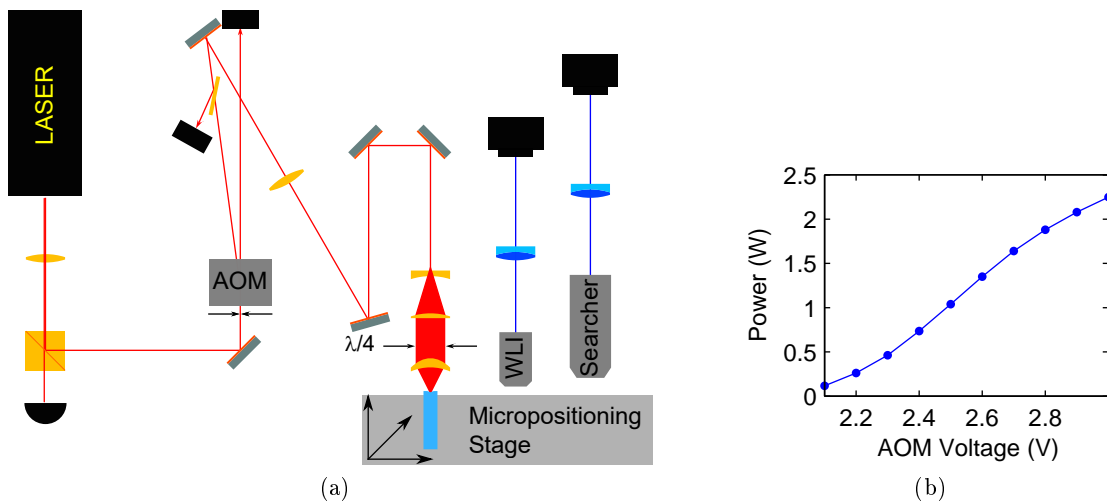 LASER
AOM
λ/4
WLI
Searcher
Micropositioning
Stage
(a)
2.5
2
1.5
1
0.5
0
Power (W)
2.2 2.4 2.6 2.8
AOM Voltage (V)
(b)